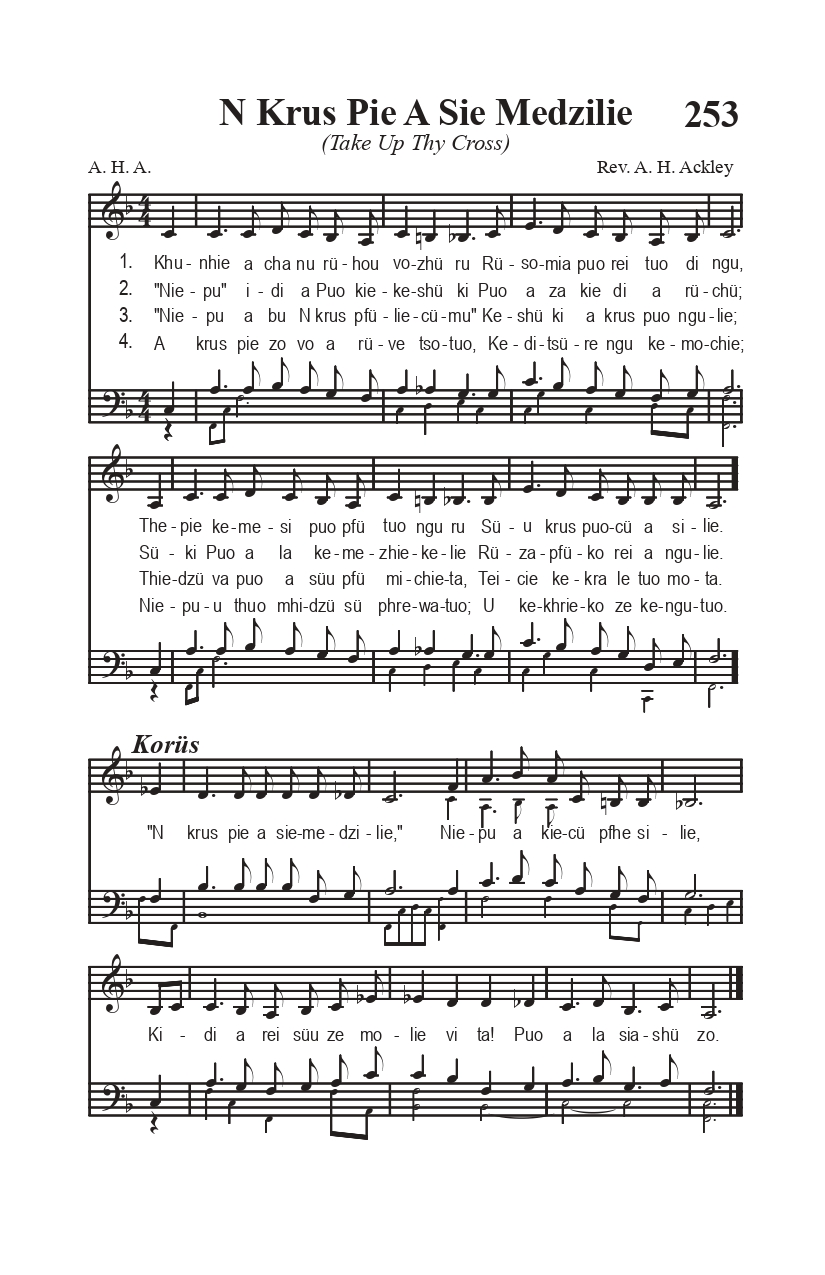 N Krus Pie A Sie Medzilie 253
(Take Up Thy Cross)
A. H. A. Rev. A. H. Ackley
1. Khu - nhie a cha nu rü - hou vo - zhü ru Rü - so - mia puo rei tuo di ngu,
2. "Nie - pu" i - di a Puo kie - ke - shü ki Puo a za kie di a rü - chü;
3. "Nie - pu a bu N krus pfü - lie - cü - mu" Ke - shü ki a krus puo ngu - lie;
4. A krus pie zo vo a rü - ve tso - tuo, Ke - di - tsü - re ngu ke - mo - chie;
The - pie ke - me - si puo pfü tuo ngu ru Sü - u krus puo - cü a si - lie.
Sü - ki Puo a la ke - me - zhie - ke - lie Rü - za - pfü - ko rei a ngu - lie.
Thie - dzü va puo a süu pfü mi - chie - ta, Tei - cie ke - kra le tuo mo - ta.
Nie - pu - u thuo mhi - dzü sü phre - wa - tuo; U ke - khrie - ko ze ke - ngu - tuo.
Korüs
"N krus pie a sie - me - dzi - lie," Nie - pu a kie - cü pfhe si - lie,
Ki - di a rei süu ze mo - lie vi ta! Puo a la sia - shü zo.